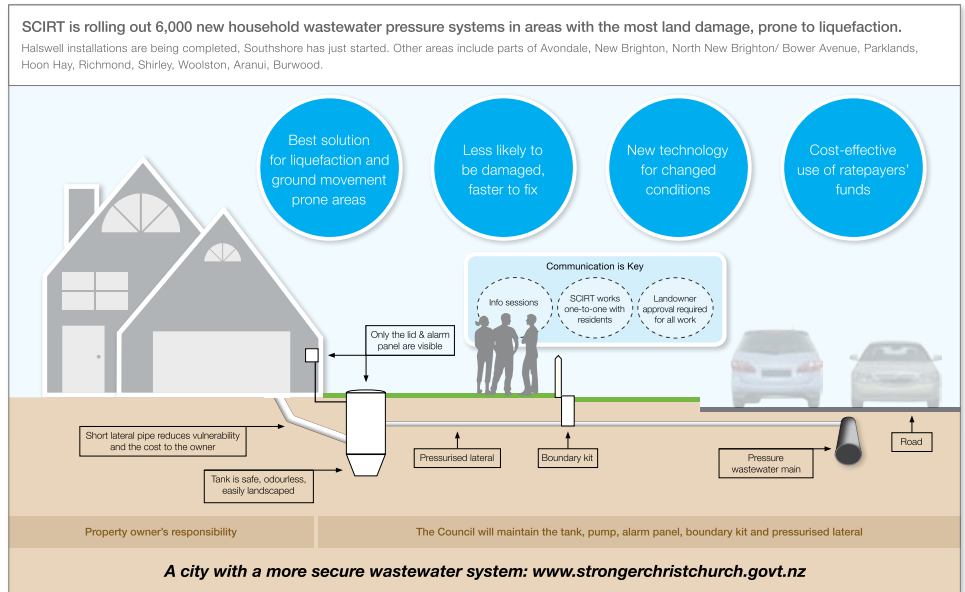 SCIRT is rolling out 6,000 new household wastewater pressure systems in areas with the most land damage, prone to liquefaction.
Halswell installations are being completed, Southshore has just started. Other areas include parts of Avondale, New Brighton, North New Brighton/ Bower Avenue, Parklands,
Hoon Hay, Richmond, Shirley, Woolston, Aranui, Burwood.
Best solution
for liquefaction and
ground movement
prone areas
Less likely to
be damaged,
faster to fix
New technology
for changed
conditions
Cost-effective
use of ratepayers'
funds
Communication is Key
Info sessions
SCIRT works
one-to-one with
residents
Landowner
approval required
for all work
Only the lid & alarm
panel are visible
Short lateral pipe reduces vulnerability
and the cost to the owner
Tank is safe, odourless,
easily landscaped
Pressurised lateral
Boundary kit
Pressure
wastewater main
Road
Property owner's responsibility
The Council will maintain the tank, pump, alarm panel, boundary kit and pressurised lateral
A city with a more secure wastewater system: www.strongerchristchurch.govt.nz